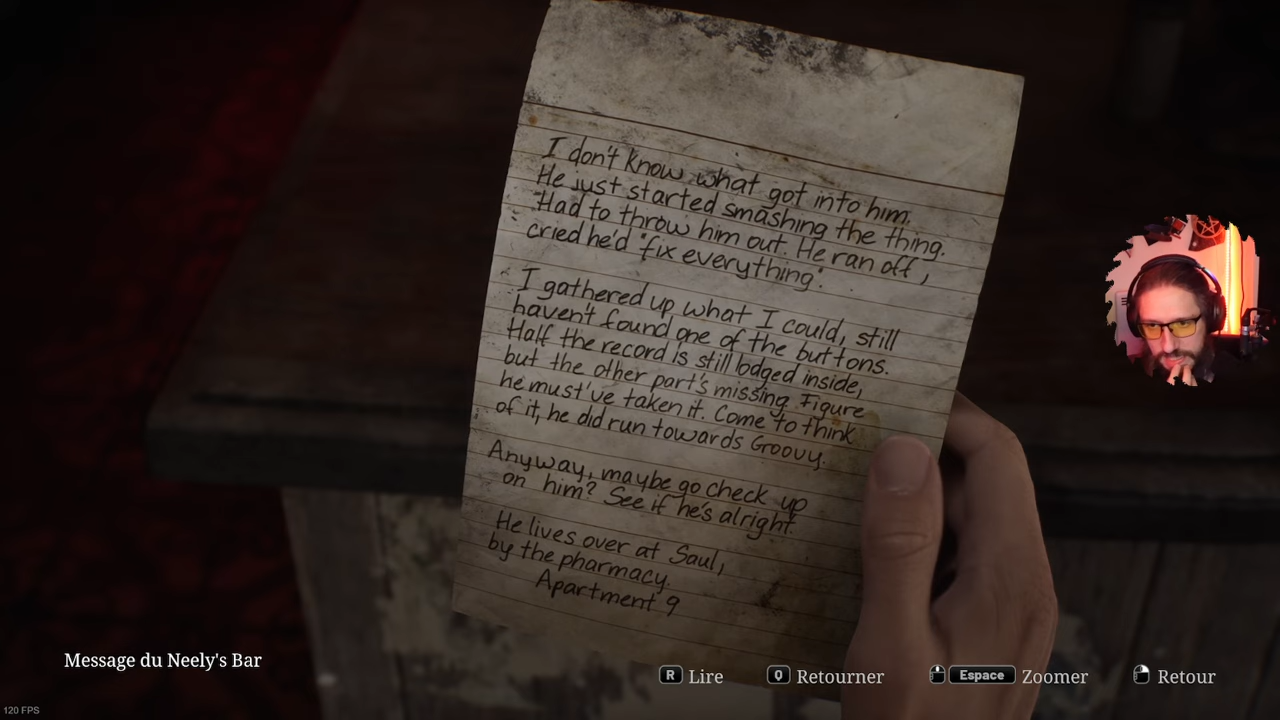 I don't know what got into him.
He just started smashing the thing.
Had to throw him out. He ran off,
cried he'd "fix everything".
I gathered up what I could, still
haven't found one of the buttons.
Half the record is still lodged inside,
but the other part's missing. Figure
he must've taken it. Come to think
of it, he did run towards Groovy.
Anyway, maybe go check up
on him? See if he's alright.
He lives over at Saul,
by the pharmacy.
Apartment 9
Message du Neely's Bar
R Lire
Q Retourner
Espace Zoomer
Retour
120 FPS